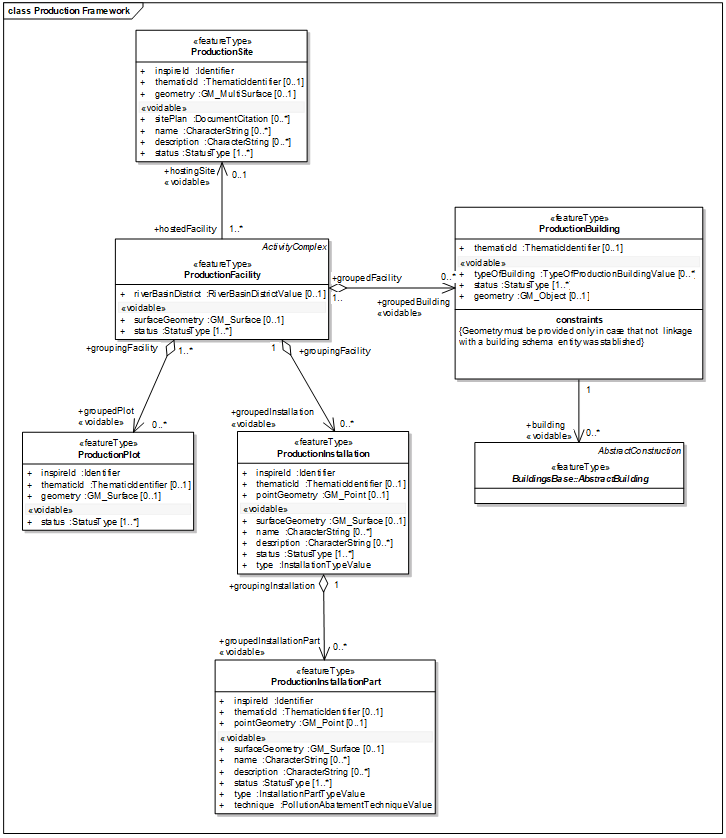 class Production Framework
«featureType»
ProductionSite
+ inspireId :Identifier
+ thematicId :ThematicIdentifier [0..1]
+ geometry :GM_MultiSurface [0..1]
«voidable»
+ sitePlan :DocumentCitation [0..*]
+ name :CharacterString [0..*]
+ description :CharacterString [0..*]
+ status :StatusType [1..*]
+hostingSite
«voidable»
0..1
+hostedFacility
1..*
ActivityComplex
«featureType»
ProductionFacility
+ riverBasinDistrict :RiverBasinDistrictValue [0..1]
«voidable»
+ surfaceGeometry :GM_Surface [0..1]
+ status :StatusType [1..*]
+groupedFacility
1..
0..*
+groupedBuilding
«voidable»
«featureType»
ProductionBuilding
+ thematicId :ThematicIdentifier [0..1]
«voidable»
+ typeOfBuilding :TypeOfProductionBuildingValue [0..*]
+ status :StatusType [1..*]
+ geometry :GM_Object [0..1]
constraints
{Geometry must be provided only in case that not linkage
with a building schema entity was stablished}
1
+building
«voidable»
0..*
AbstractConstruction
«featureType»
BuildingsBase::AbstractBuilding
+groupingFacility
1..*
1
+groupingFacility
+groupedPlot
«voidable»
0..*
+groupedInstallation
«voidable»
0..*
«featureType»
ProductionPlot
+ inspireId :Identifier
+ thematicId :ThematicIdentifier [0..1]
+ geometry :GM_Surface [0..1]
«voidable»
+ status :StatusType [1..*]
«featureType»
ProductionInstallation
+ inspireId :Identifier
+ thematicId :ThematicIdentifier [0..1]
+ pointGeometry :GM_Point [0..1]
«voidable»
+ surfaceGeometry :GM_Surface [0..1]
+ name :CharacterString [0..*]
+ description :CharacterString [0..*]
+ status :StatusType [1..*]
+ type :InstallationTypeValue
+groupingInstallation
1
+groupedInstallationPart
«voidable»
0..*
«featureType»
ProductionInstallationPart
+ inspireId :Identifier
+ thematicId :ThematicIdentifier [0..1]
+ pointGeometry :GM_Point [0..1]
«voidable»
+ surfaceGeometry :GM_Surface [0..1]
+ name :CharacterString [0..*]
+ description :CharacterString [0..*]
+ status :StatusType [1..*]
+ type :InstallationPartTypeValue
+ technique :PollutionAbatementTechniqueValue